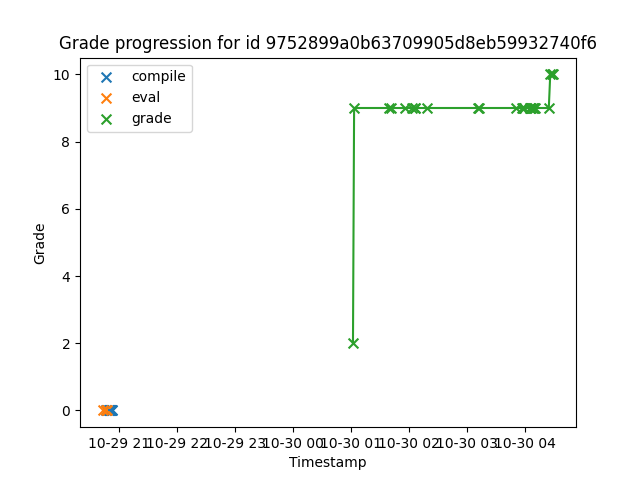 Grade progression for id 9752899a0b63709905d8eb59932740f6
compile
eval
grade
10
8
6
4
2
0
Grade
10-29 21
10-29 22
10-29 23
10-30 00
10-30 01
10-30 02
10-30 03
10-30 04
Timestamp